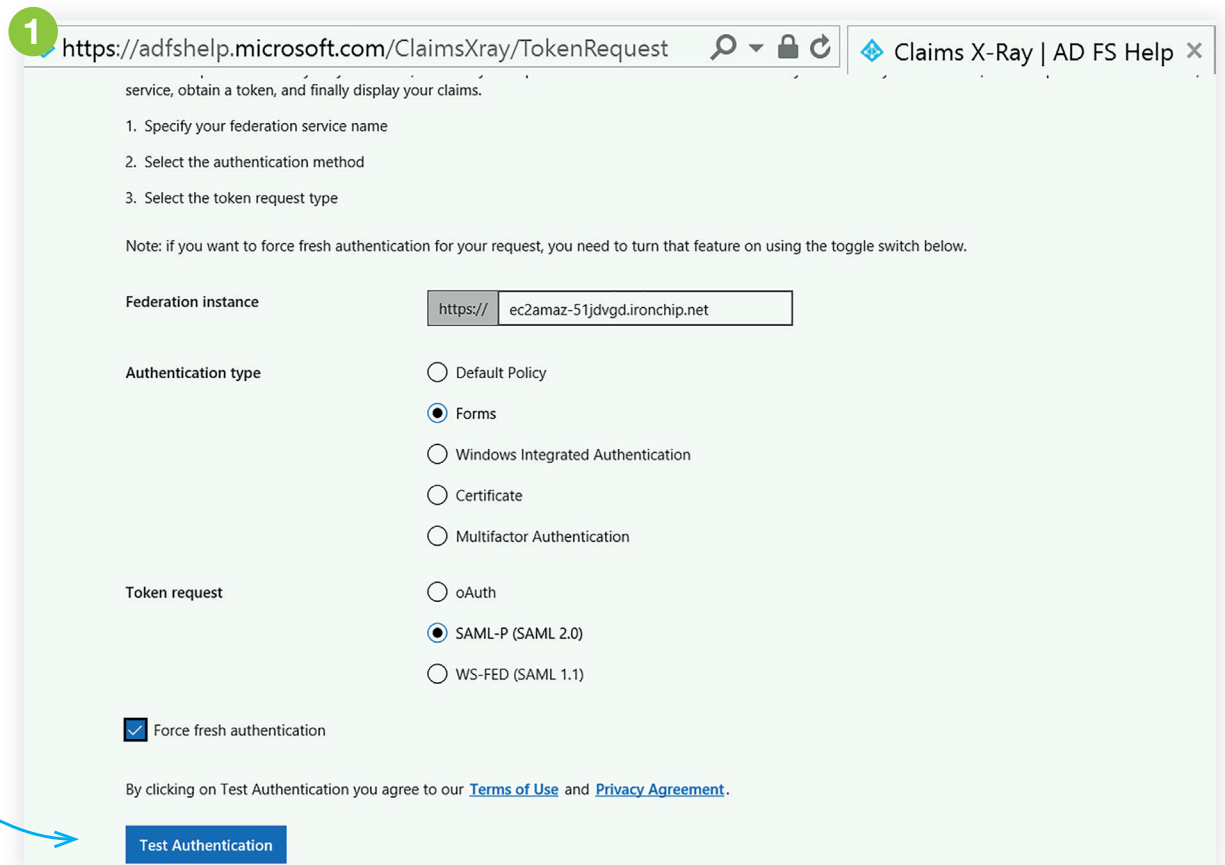 1
https://adfshelp.microsoft.com/ClaimsXray/TokenRequest
Claims X-Ray | AD FS Help
service, obtain a token, and finally display your claims.
1. Specify your federation service name
2. Select the authentication method
3. Select the token request type
Note: if you want to force fresh authentication for your request, you need to turn that feature on using the toggle switch below.
Federation instance
https:// ec2amaz-51jdvgd.ironchip.net
Authentication type
Default Policy
Forms
Windows Integrated Authentication
Certificate
Multifactor Authentication
Token request
oAuth
SAML-P (SAML 2.0)
WS-FED (SAML 1.1)
Force fresh authentication
By clicking on Test Authentication you agree to our Terms of Use and Privacy Agreement.
Test Authentication